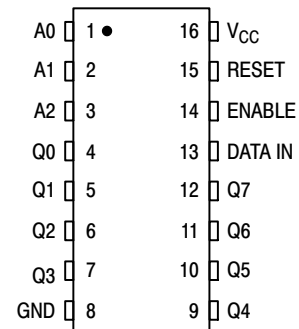 A0 1 16 V_CC
A1 2 15 RESET
A2 3 14 ENABLE
Q0 4 13 DATA IN
Q1 5 12 Q7
Q2 6 11 Q6
Q3 7 10 Q5
GND 8 9 Q4